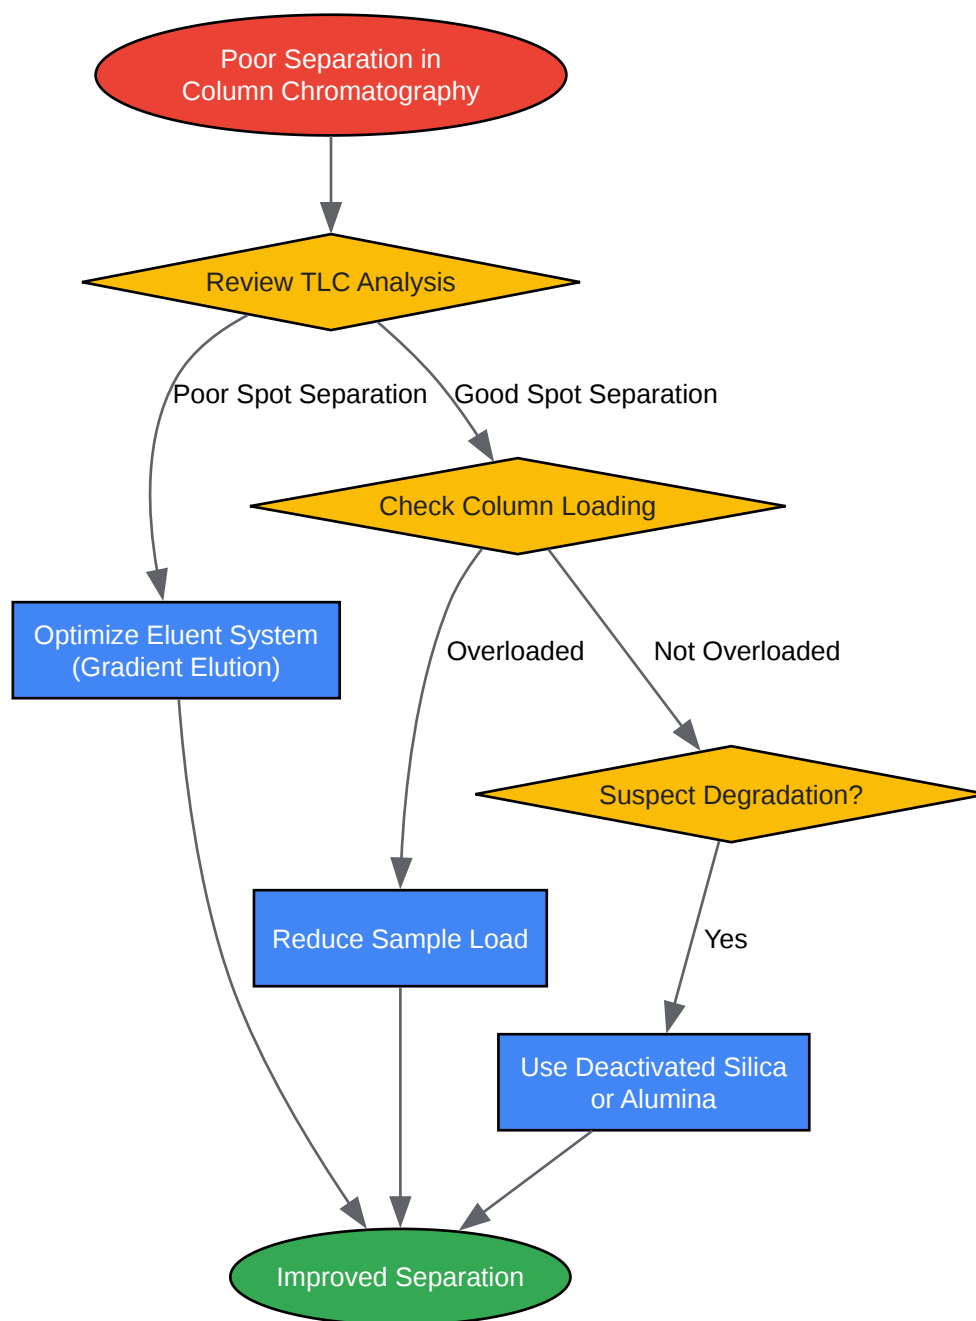 Poor Separation in
Column Chromatography
Review TLC Analysis
Poor Spot Separation
Good Spot Separation
Check Column Loading
Optimize Eluent System
(Gradient Elution)
Overloaded
Not Overloaded
Suspect Degradation?
Reduce Sample Load
Yes
Use Deactivated Silica
or Alumina
Improved Separation